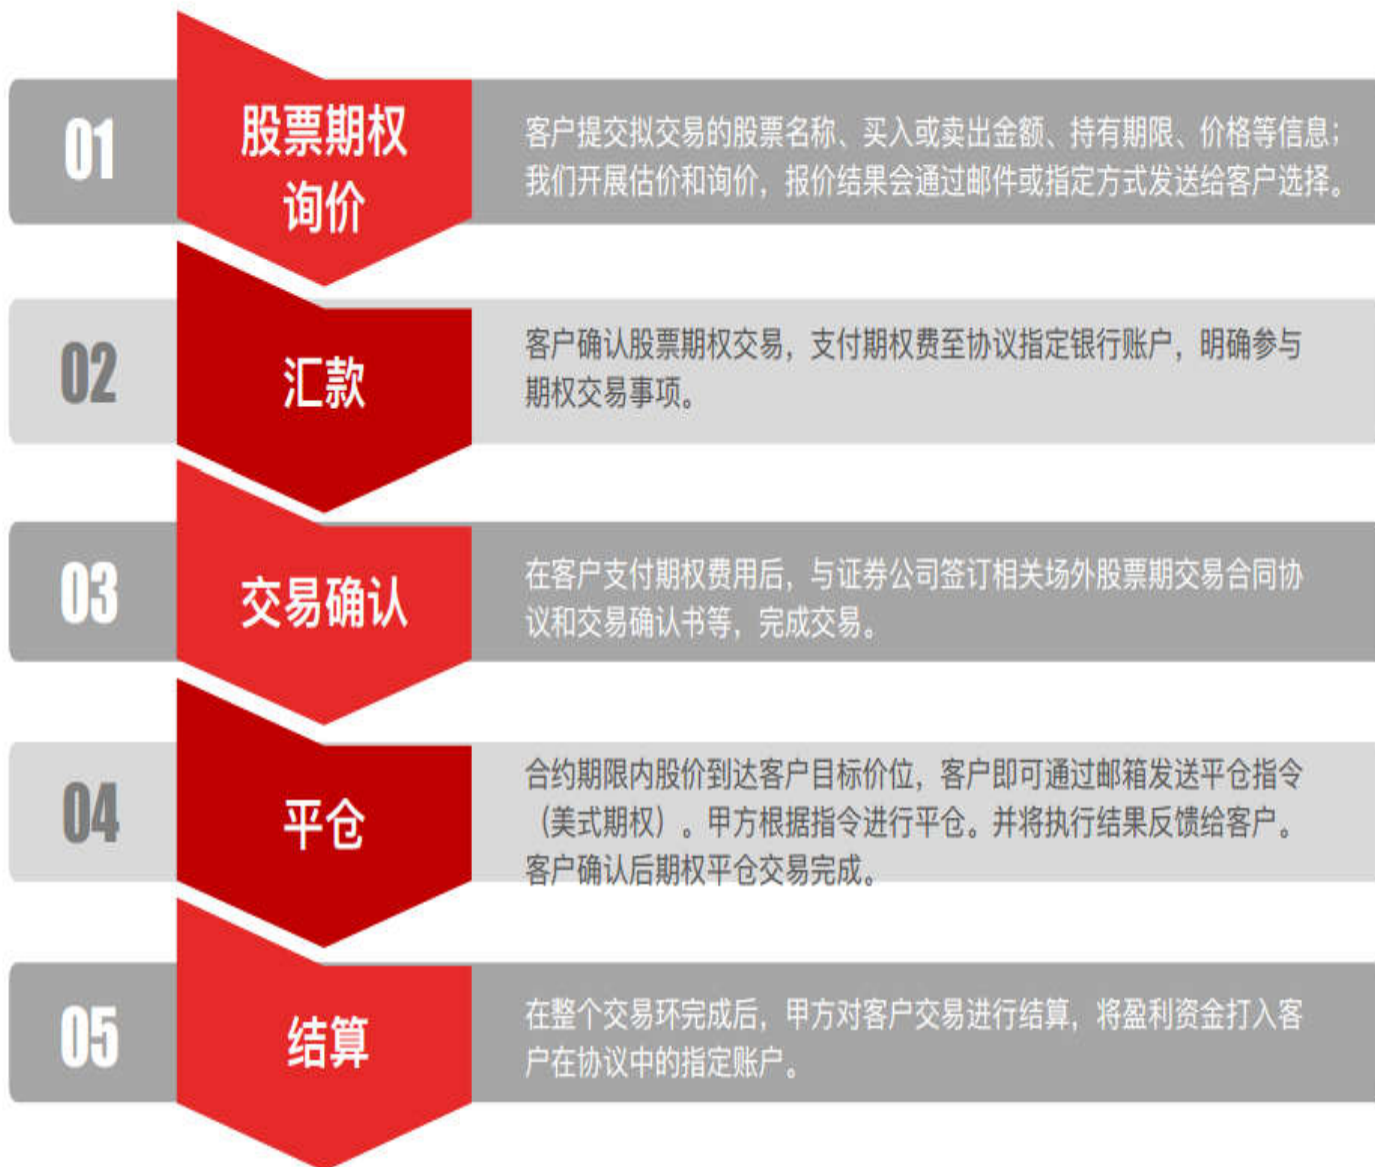 01
股票期权
询价
客户提交拟交易的股票名称、买入或卖出金额、持有期限、价格等信息；
我们开展估价和询价，报价结果会通过邮件或指定方式发送给客户选择。
02
汇款
客户确认股票期权交易，支付期权费至协议指定银行账户，明确参与
期权交易事项。
03
交易确认
在客户支付期权费用后，与证券公司签订相关场外股票期交易合同协
议和交易确认书等，完成交易。
04
平仓
合约期限内股价到达客户目标价位，客户即可通过邮箱发送平仓指令
（美式期权）。甲方根据指令进行平仓。并将执行结果反馈给客户。
客户确认后期权平仓交易完成。
05
结算
在整个交易环完成后，甲方对客户交易进行结算，将盈利资金打入客
户在协议中的指定账户。